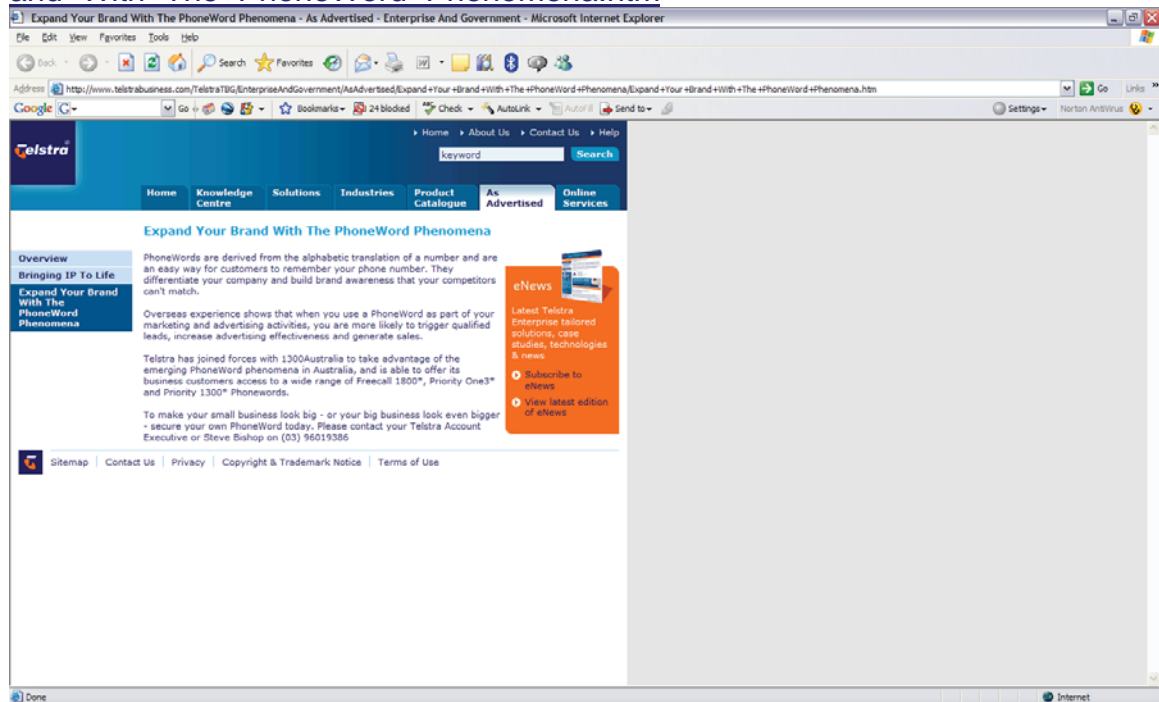 and+With+The+PhoneWord+Phenomena.htm
Expand Your Brand With The PhoneWord Phenomena - As Advertised - Enterprise And Government - Microsoft Internet Explorer
File Edit View Favorites Tools Help
Back Search Favorites
Address http://www.telstrabusiness.com/TelstraTBG/EnterpriseAndGovernment/AsAdvertised/Expand+Your+Brand+With+The+PhoneWord+Phenomena/Expand+Your+Brand+With+The+PhoneWord+Phenomena.htm Go Links
Google G Go Bookmarks 24 blocked Check AutoLink AutoFill Send to Settings Norton AntiVirus
Home About Us Contact Us Help
Telstra
keyword Search
Home Knowledge Centre Solutions Industries Product Catalogue As Advertised Online Services
Expand Your Brand With The PhoneWord Phenomena
Overview
Bringing IP To Life
Expand Your Brand
With The
PhoneWord
Phenomena
PhoneWords are derived from the alphabetic translation of a number and are
an easy way for customers to remember your phone number. They
differentiate your company and build brand awareness that your competitors
can't match.
Overseas experience shows that when you use a PhoneWord as part of your
marketing and advertising activities, you are more likely to trigger qualified
leads, increase advertising effectiveness and generate sales.
Telstra has joined forces with 1300Australia to take advantage of the
emerging PhoneWord phenomena in Australia, and is able to offer its
business customers access to a wide range of Freecall 1800*, Priority One3*
and Priority 1300* Phonewords.
To make your small business look big - or your big business look even bigger
- secure your own PhoneWord today. Please contact your Telstra Account
Executive or Steve Bishop on (03) 96019386
eNews
Latest Telstra
Enterprise tailored
solutions, case
studies, technologies
& news
Subscribe to
eNews
View latest edition
of eNews
Sitemap Contact Us Privacy Copyright & Trademark Notice Terms of Use
Done Internet